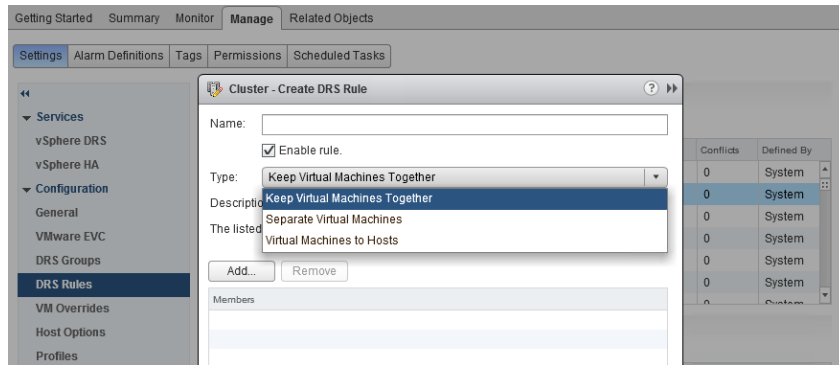 Getting Started Summary Monitor Manage Related Objects
Settings Alarm Definitions Tags Permissions Scheduled Tasks
Services
vSphere DRS
vSphere HA
Configuration
General
VMware EVC
DRS Groups
DRS Rules
VM Overrides
Host Options
Profiles
Cluster - Create DRS Rule ?
Name:
Enable rule.
Type: Keep Virtual Machines Together
Descriptio
Keep Virtual Machines Together
Separate Virtual Machines
The listed
Virtual Machines to Hosts
Add... Remove
Members
Conflicts Defined By
0 System
0 System
0 System
0 System
0 System
0 System
0 System